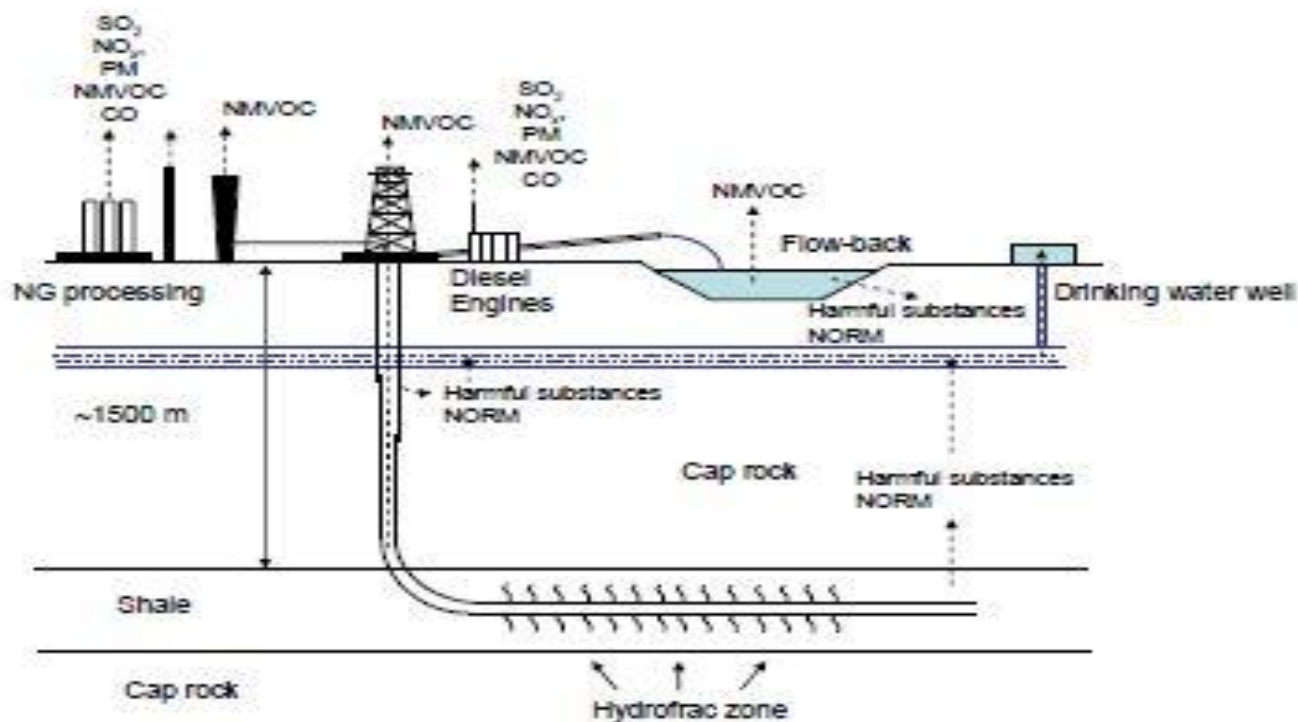 SO₂
NOₓ,
PM
NMVOC
CO
NMVOC
NMVOC
SO₂
NOₓ,
PM
NMVOC
CO
NMVOC
Flow-back
NG processing
Diesel
Engines
Harmful substances
NORM
Drinking water well
~1500 m
Harmful substances
NORM
Cap rock
Harmful substances
NORM
Shale
Cap rock
Hydrofrac zone